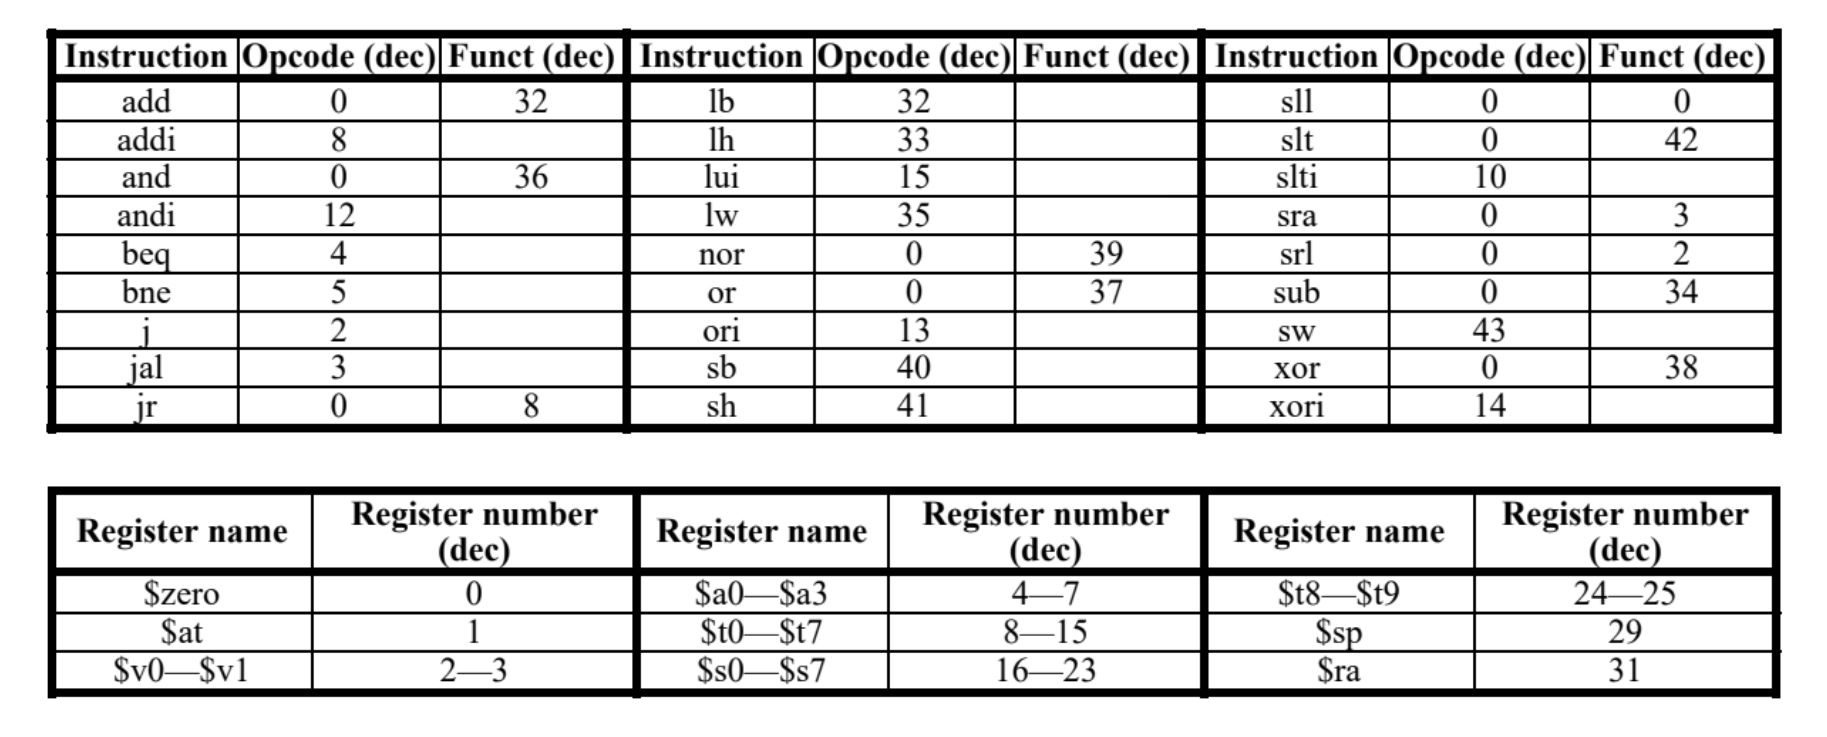 Instruction Opcode (dec) Funct (dec) Instruction Opcode (dec) Funct (dec) Instruction Opcode (dec) Funct (dec)
add 0 32 lb 32 sll 0 0
addi 8 lh 33 slt 0 42
and 0 36 lui 15 slti 10
andi 12 lw 35 sra 0 3
beq 4 nor 0 39 srl 0 2
bne 5 or 0 37 sub 0 34
j 2 ori 13 sw 43
jal 3 sb 40 xor 0 38
jr 0 8 sh 41 xori 14
Register name Register number (dec) Register name Register number (dec) Register name Register number (dec)
$zero 0 $a0—$a3 4—7 $t8—$t9 24—25
$at 1 $t0—$t7 8—15 $sp 29
$v0—$v1 2—3 $s0—$s7 16—23 $ra 31